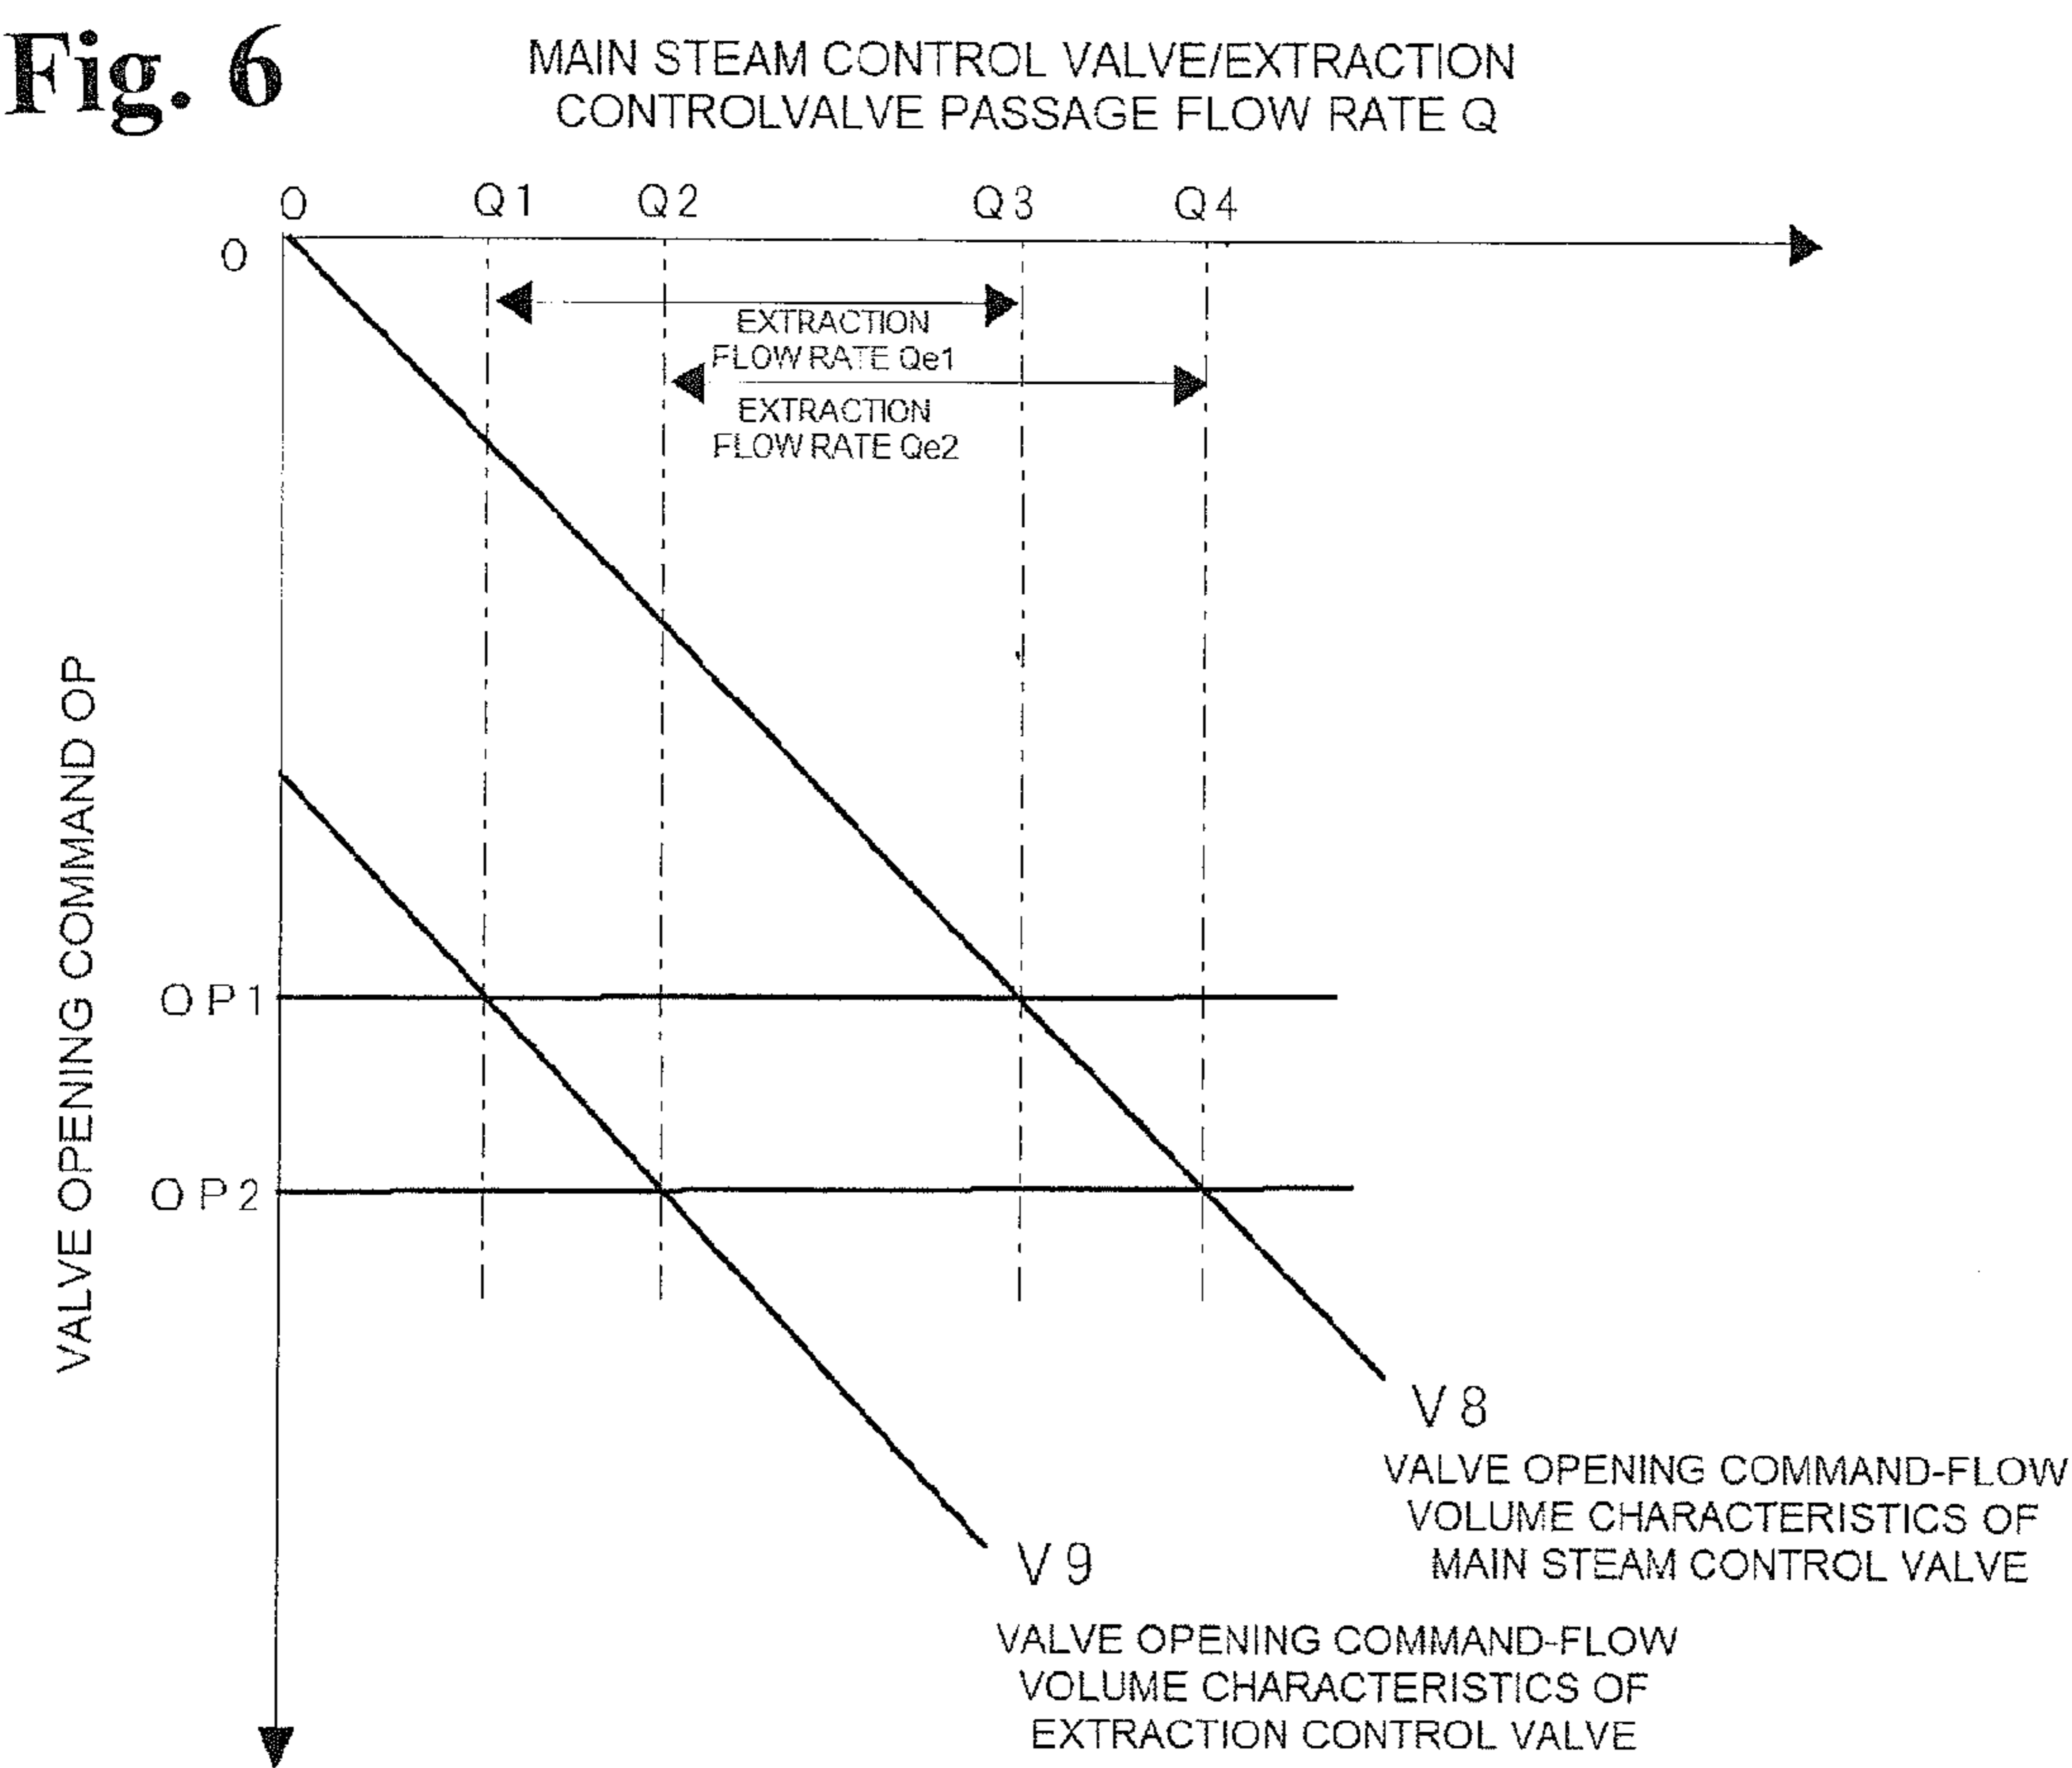 Fig. 6
MAIN STEAM CONTROL VALVE/EXTRACTION
CONTROLVALVE PASSAGE FLOW RATE Q
0
Q1
Q2
Q3
Q4
0
EXTRACTION
FLOW RATE Qe1
EXTRACTION
FLOW RATE Qe2
VALVE OPENING COMMAND OP
OP1
OP2
V8
VALVE OPENING COMMAND-FLOW
VOLUME CHARACTERISTICS OF
MAIN STEAM CONTROL VALVE
V9
VALVE OPENING COMMAND-FLOW
VOLUME CHARACTERISTICS OF
EXTRACTION CONTROL VALVE